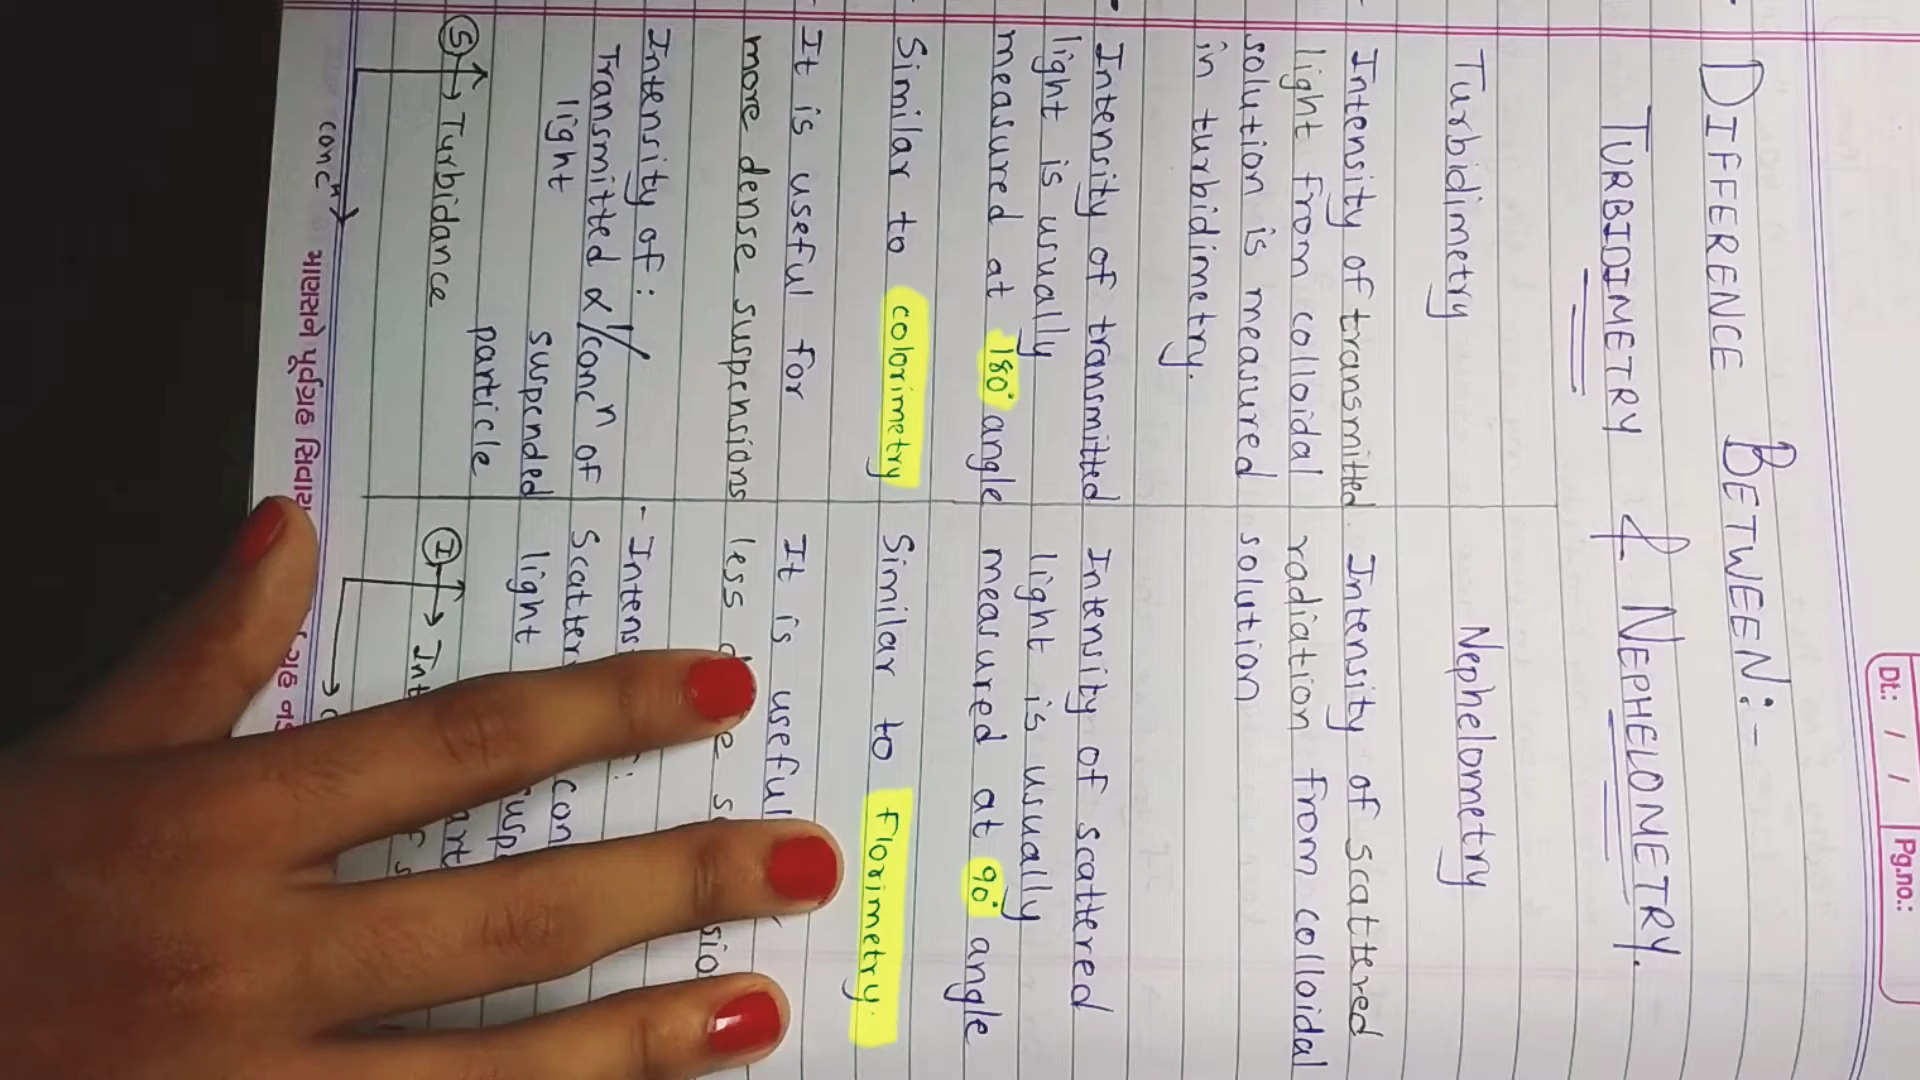 Dt.: / / Pg.no.:
DIFFERENCE BETWEEN:-
TURBIDIMETRY & NEPHELOMETRY.
Turbidimetry
Intensity of transmitted
light from colloidal
solution is measured
in turbidimetry.
Intensity of transmitted
light is usually
measured at 180° angle
Similar to colorimetry
It is useful for
more dense suspensions
Intensity of :
Transmitted α 1/concn of
light suspended
particle
S → Turbidance
concn →
Nephelometry
Intensity of scattered
radiation from colloidal
solution
Intensity of scattered
light is usually
measured at 90° angle
Similar to Florimetry.
It is useful
less
- Intens
Scatter con
light susp
I → Int